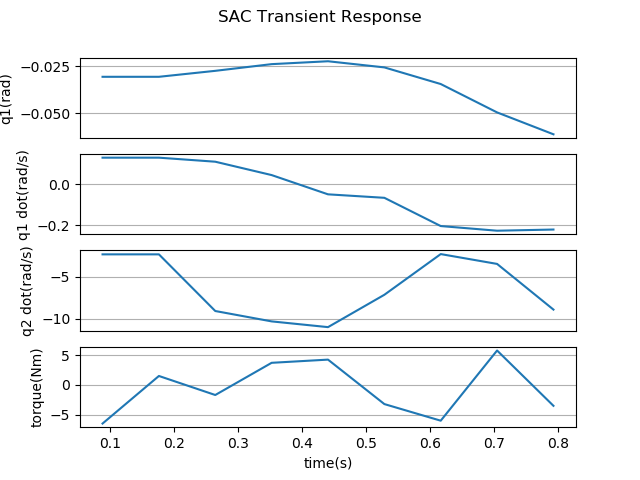 SAC Transient Response
−0.025
−0.050
q1(rad)
0.0
−0.2
q1 dot(rad/s)
−5
−10
q2 dot(rad/s)
5
0
−5
torque(Nm)
0.1 0.2 0.3 0.4 0.5 0.6 0.7 0.8
time(s)